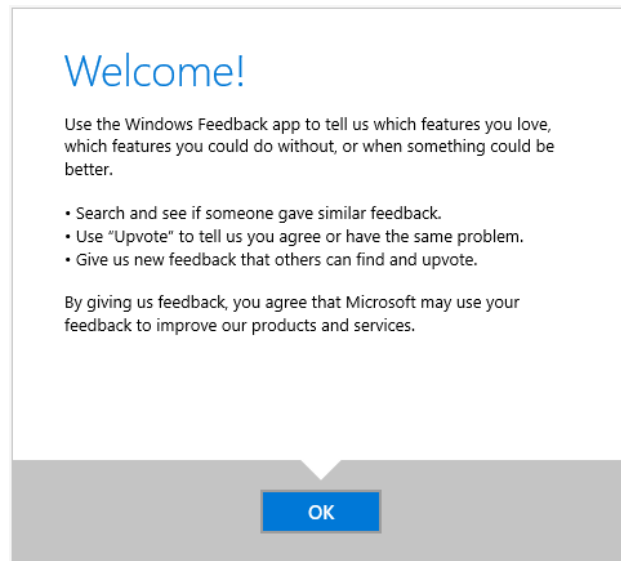 Welcome!
Use the Windows Feedback app to tell us which features you love,
which features you could do without, or when something could be
better.
• Search and see if someone gave similar feedback.
• Use “Upvote” to tell us you agree or have the same problem.
• Give us new feedback that others can find and upvote.
By giving us feedback, you agree that Microsoft may use your
feedback to improve our products and services.
OK